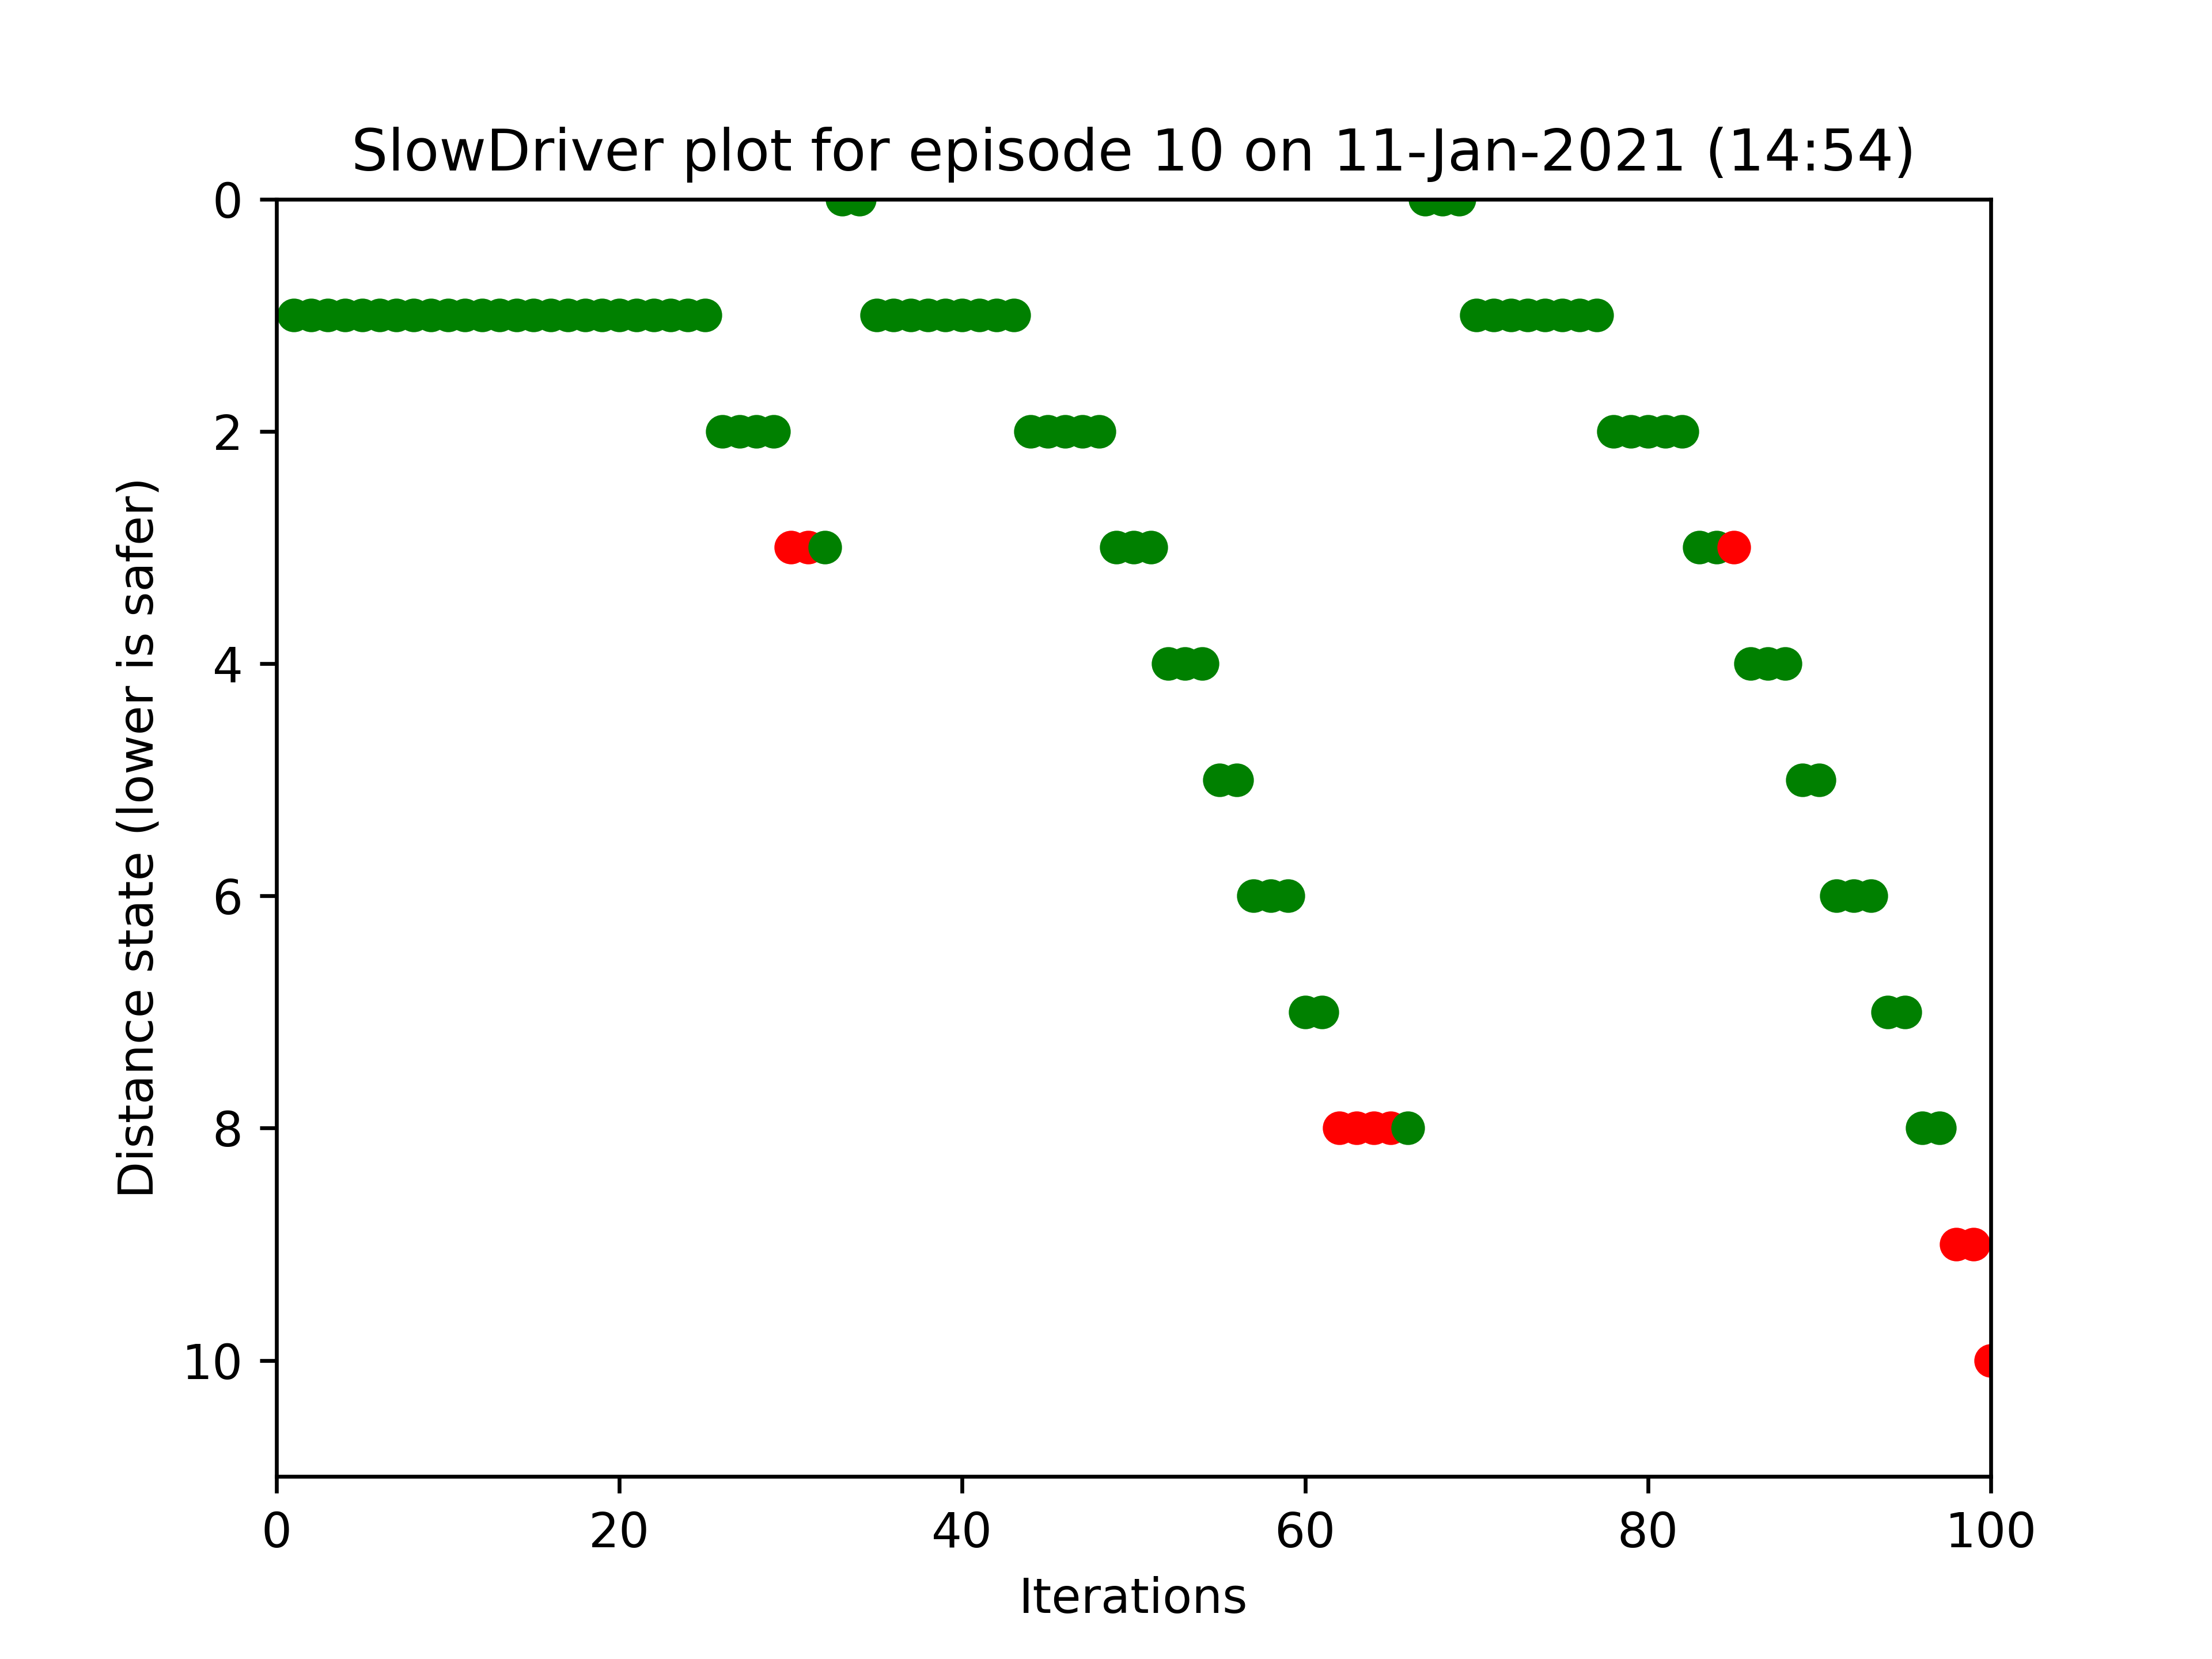 SlowDriver plot for episode 10 on 11-Jan-2021 (14:54)
Distance state (lower is safer)
0
2
4
6
8
10
0 20 40 60 80 100
Iterations